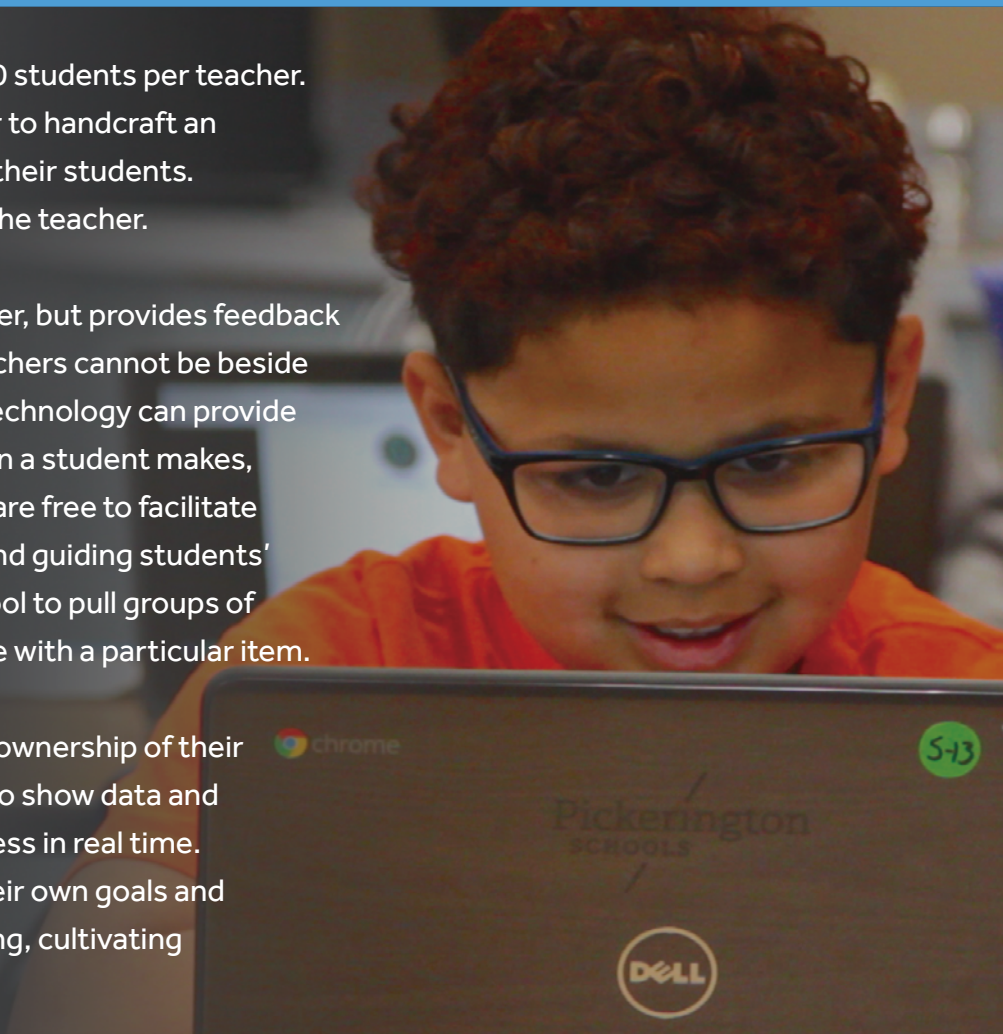 0 students per teacher.
to handcraft an
their students.
he teacher.
er, but provides feedback
chers cannot be beside
echnology can provide
n a student makes,
are free to facilitate
nd guiding students'
ol to pull groups of
e with a particular item.
ownership of their
o show data and
ess in real time.
eir own goals and
ng, cultivating
chrome
S-13
Pickerington
SCHOOLS
DELL